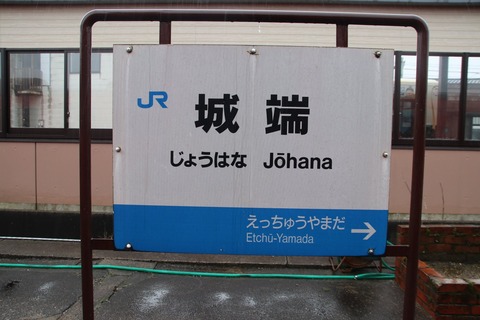 JR 城端
じょうはな Jōhana
えっちゅうやまだ →
Etchū-Yamada